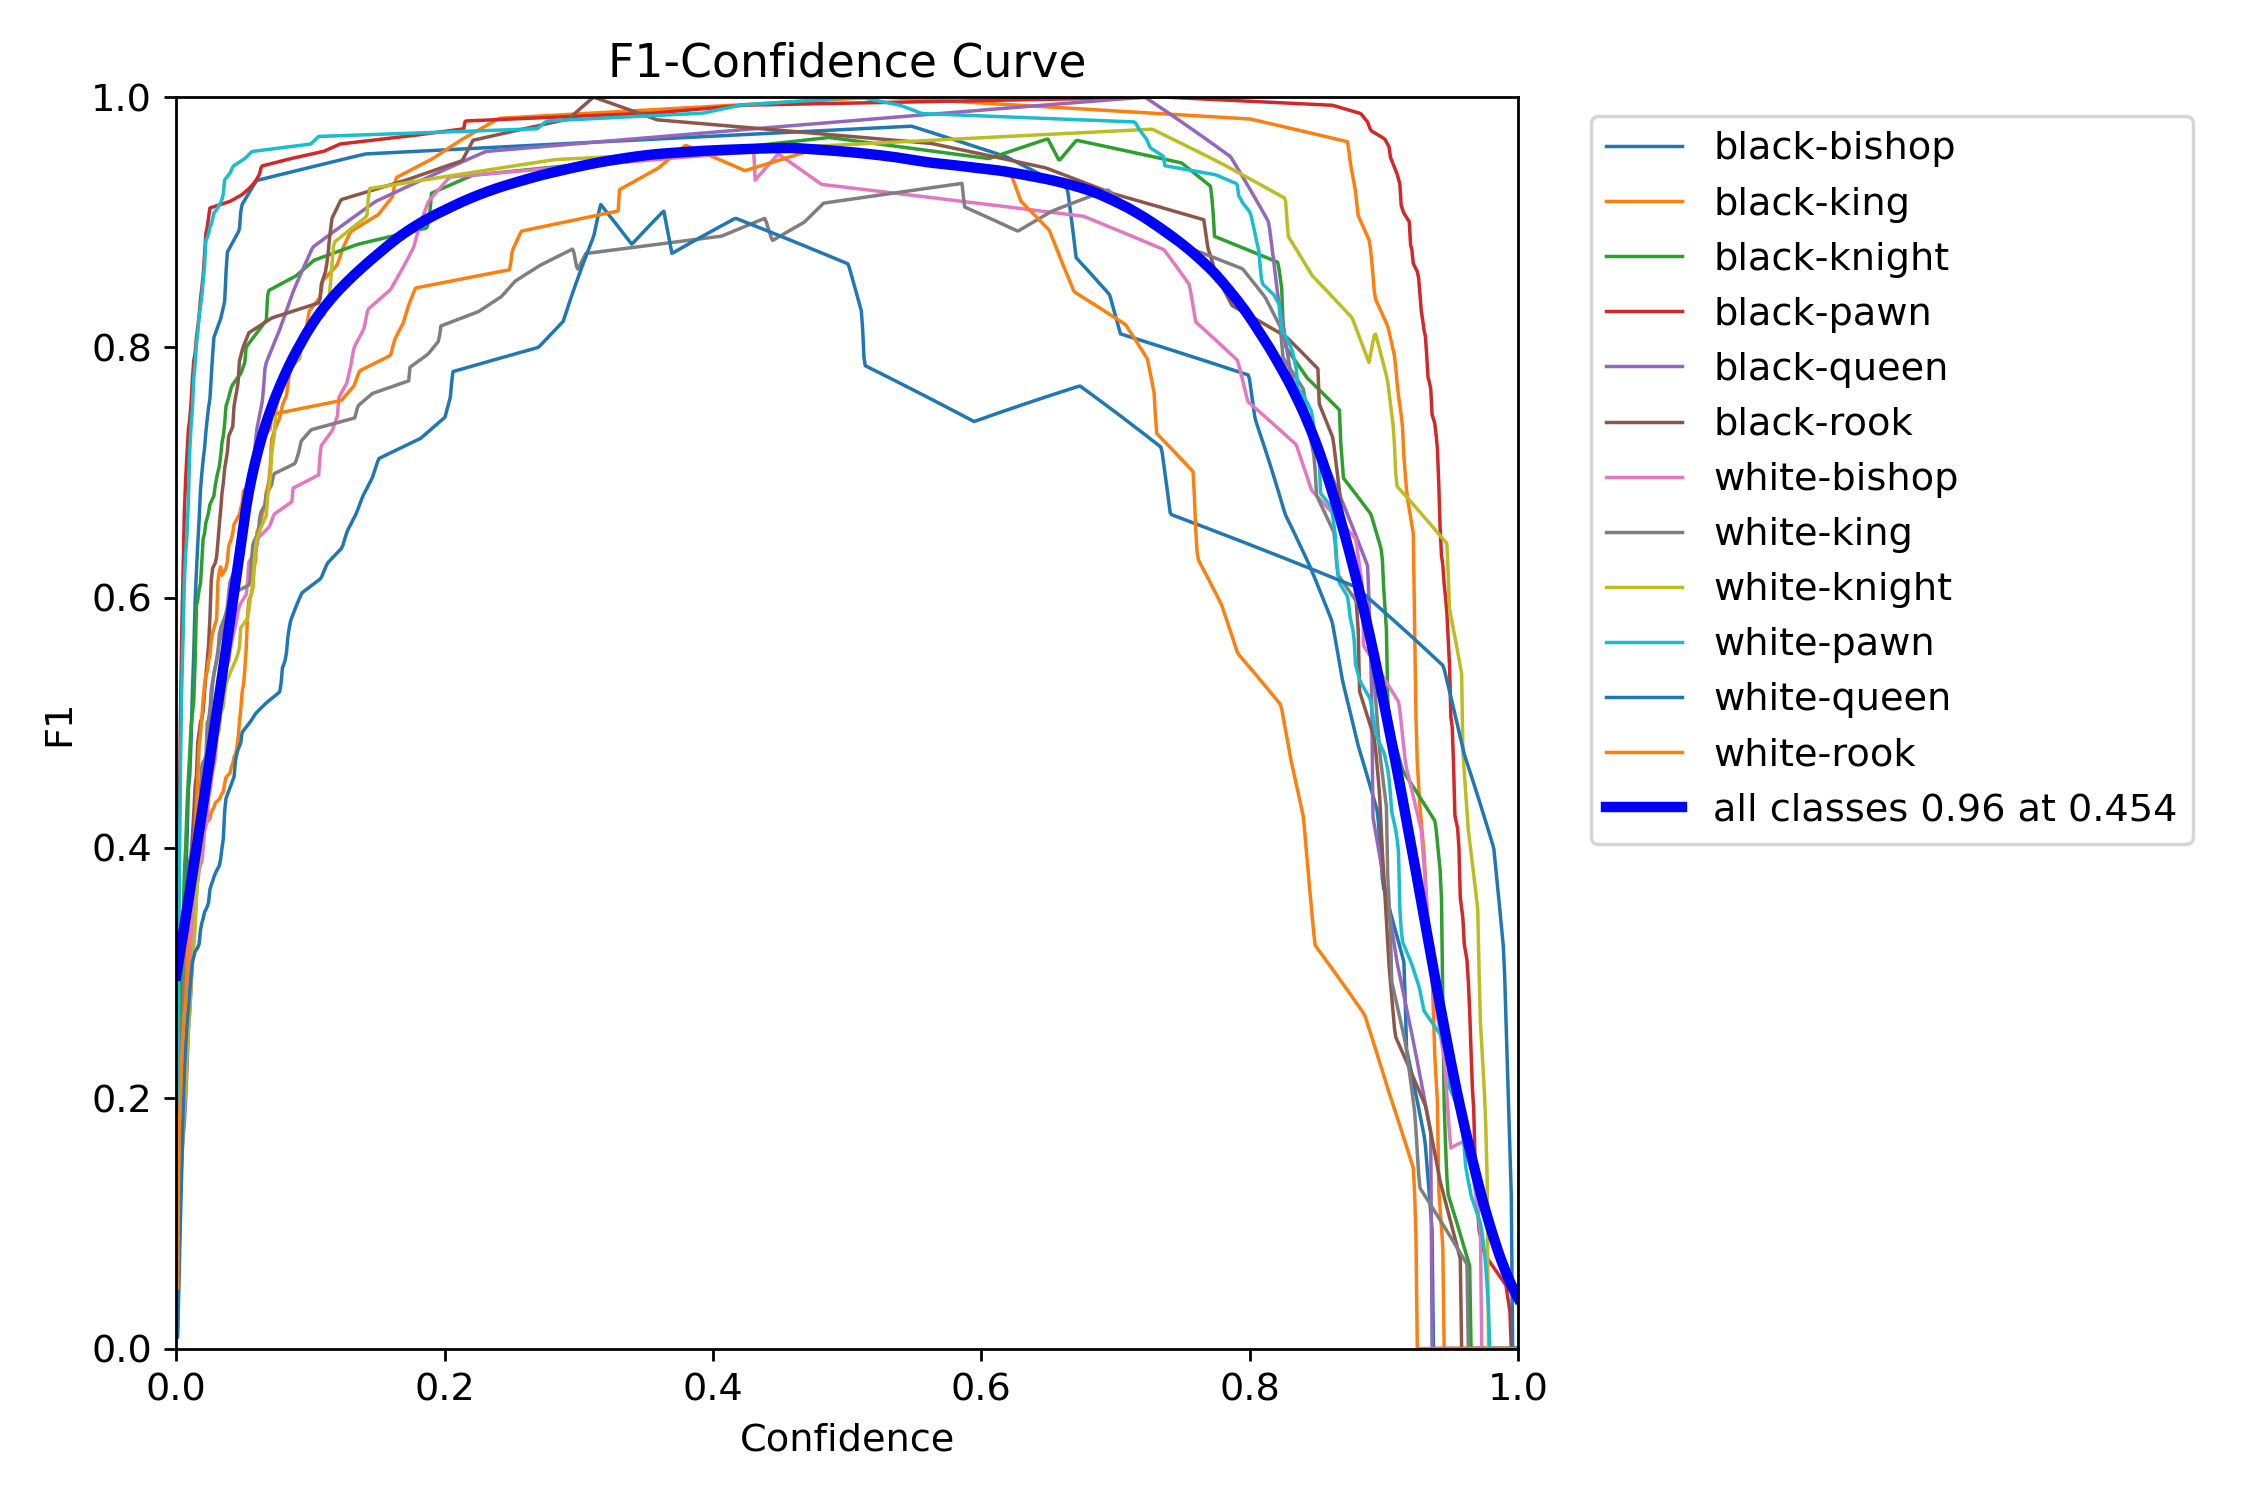 F1-Confidence Curve
F1
1.0
0.8
0.6
0.4
0.2
0.0
0.0 0.2 0.4 0.6 0.8 1.0
Confidence
black-bishop
black-king
black-knight
black-pawn
black-queen
black-rook
white-bishop
white-king
white-knight
white-pawn
white-queen
white-rook
all classes 0.96 at 0.454